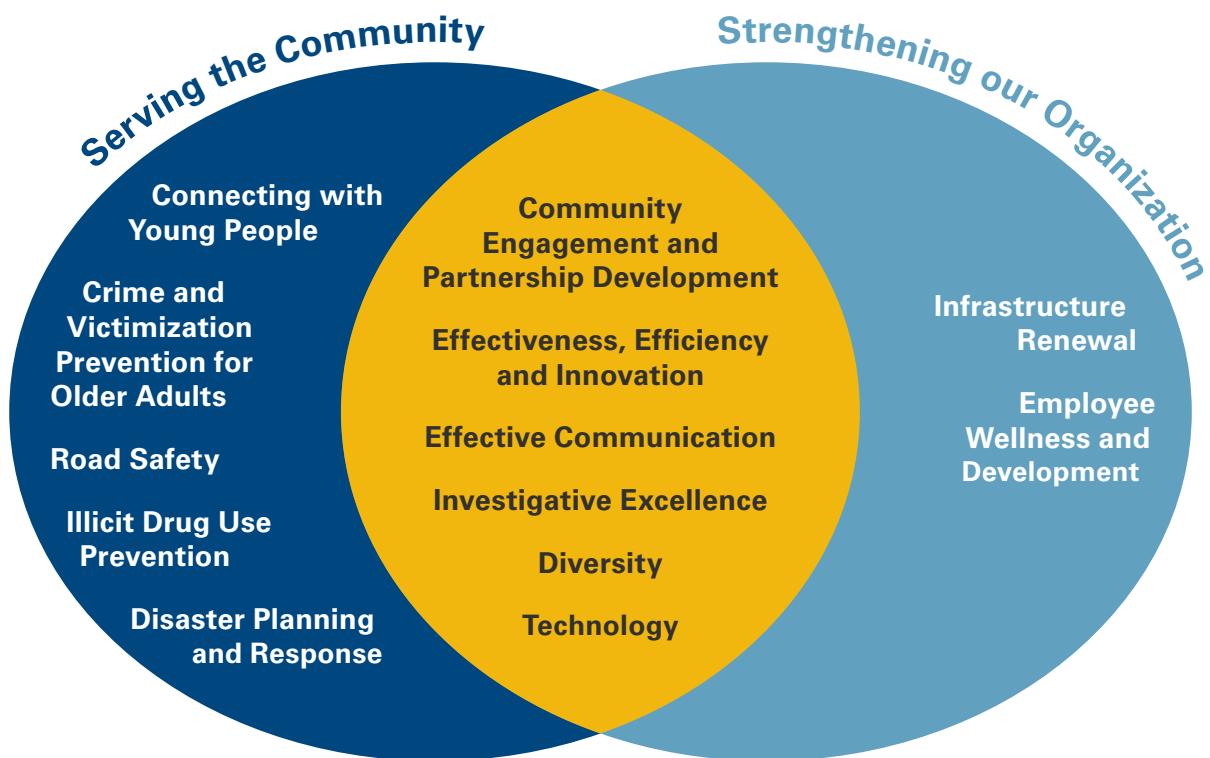 Serving the Community
Strengthening our Organization
Connecting with
Young People
Crime and
Victimization
Prevention for
Older Adults
Road Safety
Illicit Drug Use
Prevention
Disaster Planning
and Response
Community
Engagement and
Partnership Development
Effectiveness, Efficiency
and Innovation
Effective Communication
Investigative Excellence
Diversity
Technology
Infrastructure
Renewal
Employee
Wellness and
Development